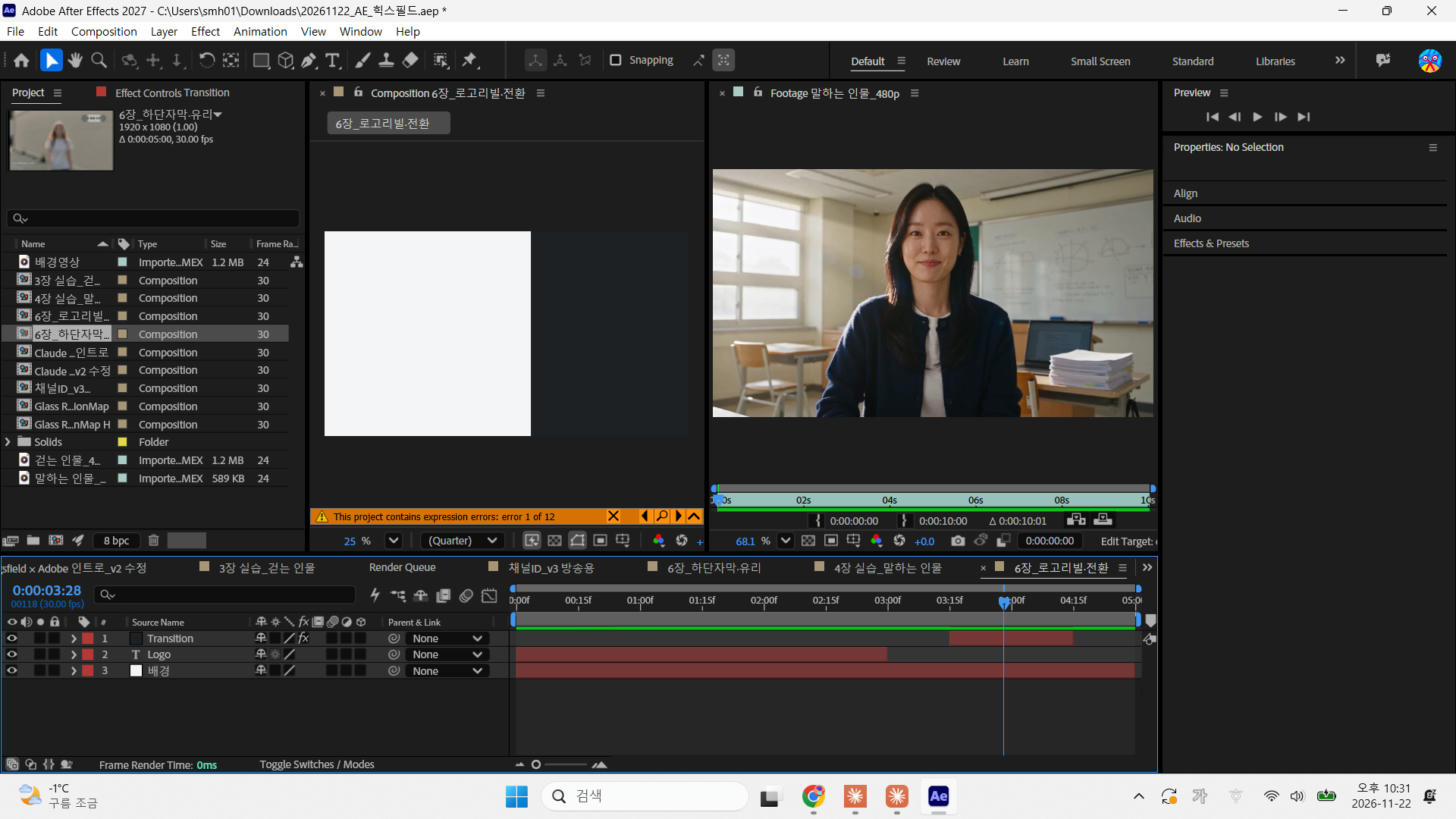 Adobe After Effects 2027 - C:\Users\smh01\Downloads\20261122_AE_힉스필드.aep *
File Edit Composition Layer Effect Animation View Window Help
Snapping
Default Review Learn Small Screen Standard Libraries
Project Effect Controls Transition
6장_하단자막-유리
1920 x 1080 (1.00)
Δ 0:00:05:00, 30.00 fps
Name Type Size Frame Ra...
배경영상 Importe...MEX 1.2 MB 24
3장 실습_걷... Composition 30
4장 실습_말... Composition 30
6장_로고리빌... Composition 30
6장_하단자막... Composition 30
Claude _인트로 Composition 30
Claude _v2 수정 Composition 30
채널ID_v3... Composition 30
Glass R...ionMap Composition 30
Glass R...nMap H Composition 30
Solids Folder
걷는 인물_4... Importe...MEX 1.2 MB 24
말하는 인물_... Importe...MEX 589 KB 24
8 bpc
Composition 6장_로고리빌-전환
6장_로고리빌-전환
This project contains expression errors: error 1 of 12
25 % (Quarter)
Footage 말하는 인물_480p
02s 04s 06s 08s
0:00:00:00 0:00:10:00 Δ 0:00:10:01
68.1 % +0.0 0:00:00:00 Edit Target:
Preview
Properties: No Selection
Align
Audio
Effects & Presets
sfield x Adobe 인트로_v2 수정 3장 실습_걷는 인물 Render Queue 채널ID_v3 방송용 6장_하단자막-유리 4장 실습_말하는 인물 6장_로고리빌-전환
0:00:03:28
00118 (30.00 fps)
00:15f 01:00f 01:15f 02:00f 02:15f 03:00f 03:15f 04:00f 04:15f
# Source Name fx Parent & Link
1 Transition fx None
2 T Logo None
3 배경 None
Frame Render Time: 0ms Toggle Switches / Modes
-1°C
구름 조금
검색
Ae
오후 10:31
2026-11-22